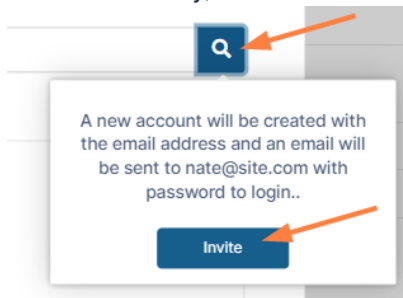 A new account will be created with
the email address and an email will
be sent to nate@site.com with
password to login..
Invite